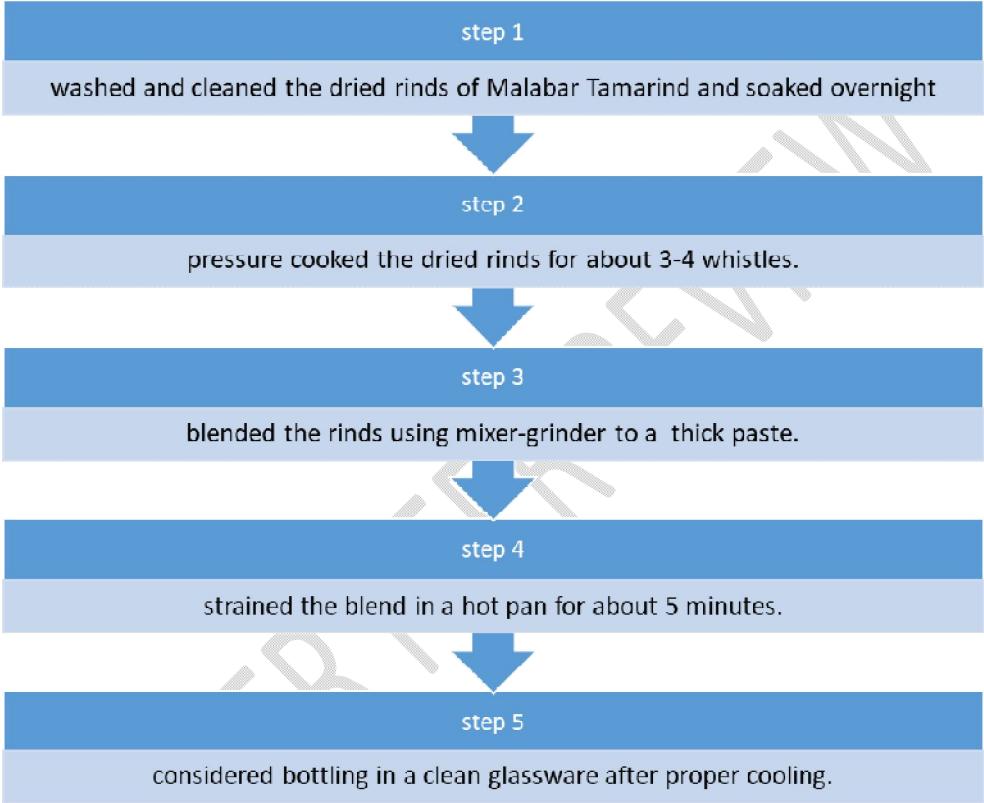 step 1
washed and cleaned the dried rinds of Malabar Tamarind and soaked overnight
step 2
pressure cooked the dried rinds for about 3-4 whistles.
step 3
blended the rinds using mixer-grinder to a thick paste.
step 4
strained the blend in a hot pan for about 5 minutes.
step 5
considered bottling in a clean glassware after proper cooling.